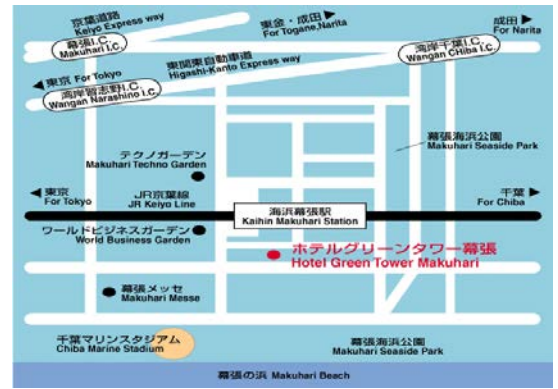 京葉道路
Keiyo Express way
幕張I.C.
Makuhari I.C.
東金・成田
For Togane,Narita
成田
For Narita
湾岸千葉I.C.
Wangan CHiba I.C.
東京 For Tokyo
東関東自動車道
Higashi-Kanto Express way
湾岸習志野I.C.
Wangan Narashino I.C.
幕張海浜公園
Makuhari Seaside Park
テクノガーデン
Makuhari Techno Garden
東京
For Tokyo
JR京葉線
JR Keiyo Line
海浜幕張駅
Kaihin Makuhari Station
千葉
For Chiba
ワールドビジネスガーデン
World Business Garden
ホテルグリーンタワー幕張
Hotel Green Tower Makuhari
幕張メッセ
Makuhari Messe
千葉マリンスタジアム
Chiba Marine Stadium
幕張海浜公園
Makuhari Seaside Park
幕張の浜 Makuhari Beach